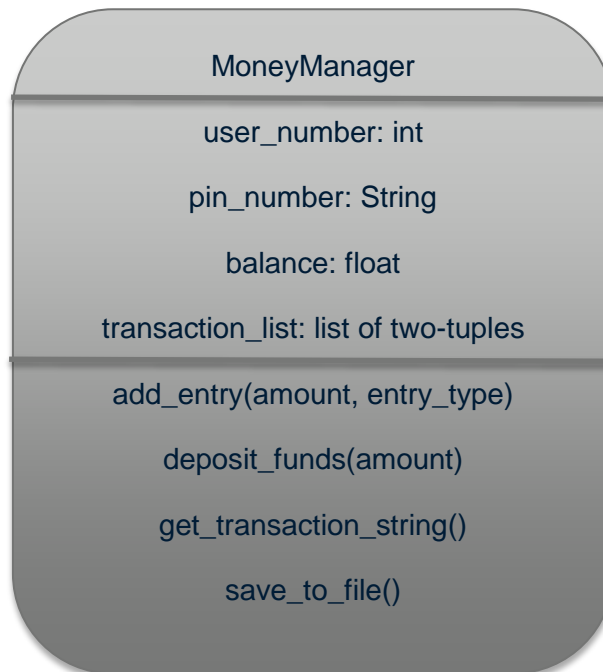 MoneyManager
user_number: int
pin_number: String
balance: float
transaction_list: list of two-tuples
add_entry(amount, entry_type)
deposit_funds(amount)
get_transaction_string()
save_to_file()